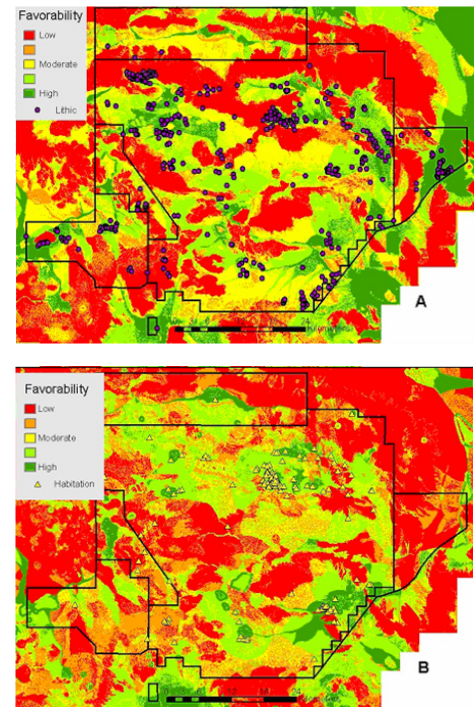 Favorability
Low
Moderate
High
Lithic
A
Favorability
Low
Moderate
High
Habitation
B